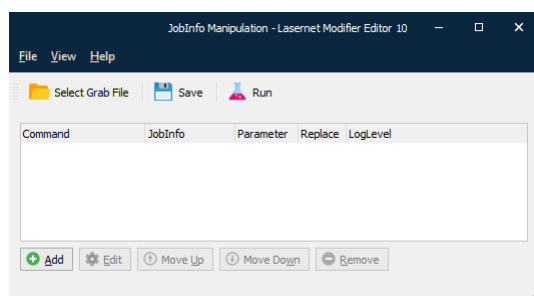 JobInfo Manipulation - Lasernet Modifier Editor 10
File View Help
Select Grab File Save Run
Command JobInfo Parameter Replace LogLevel
Add Edit Move Up Move Down Remove